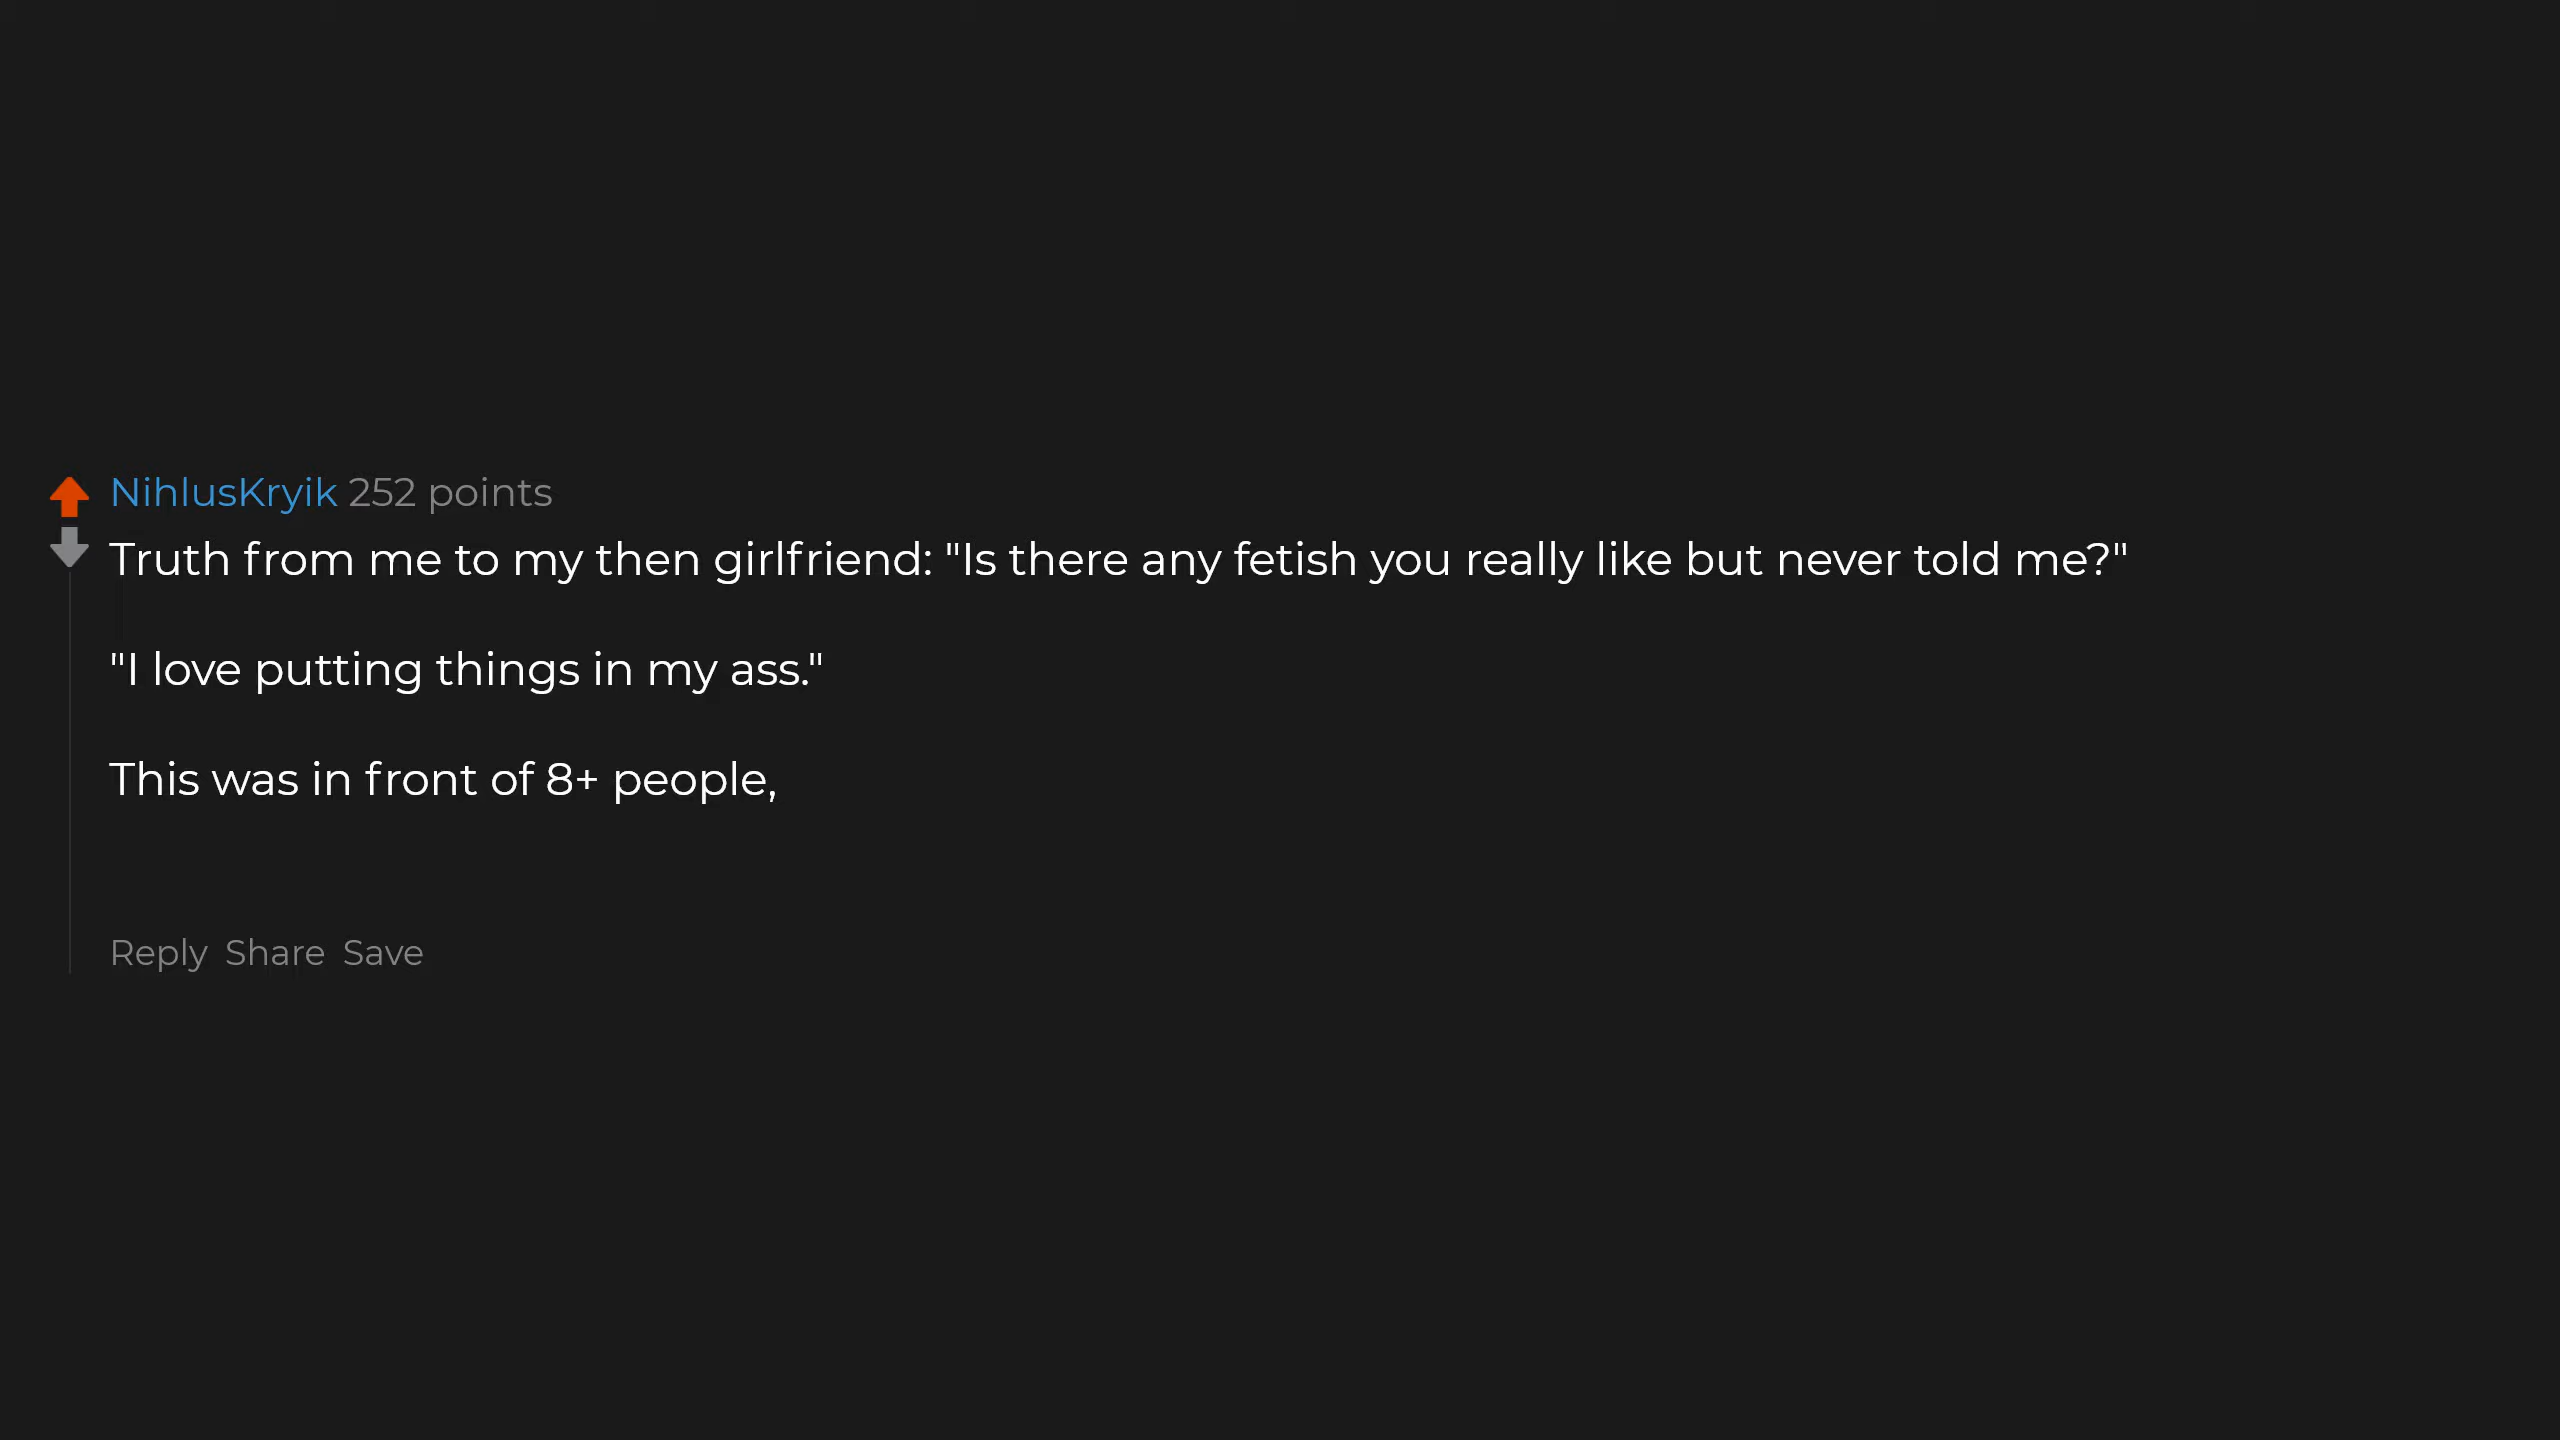 NihlusKryik 252 points
Truth from me to my then girlfriend: "Is there any fetish you really like but never told me?"
"I love putting things in my ass."
This was in front of 8+ people,
Reply Share Save